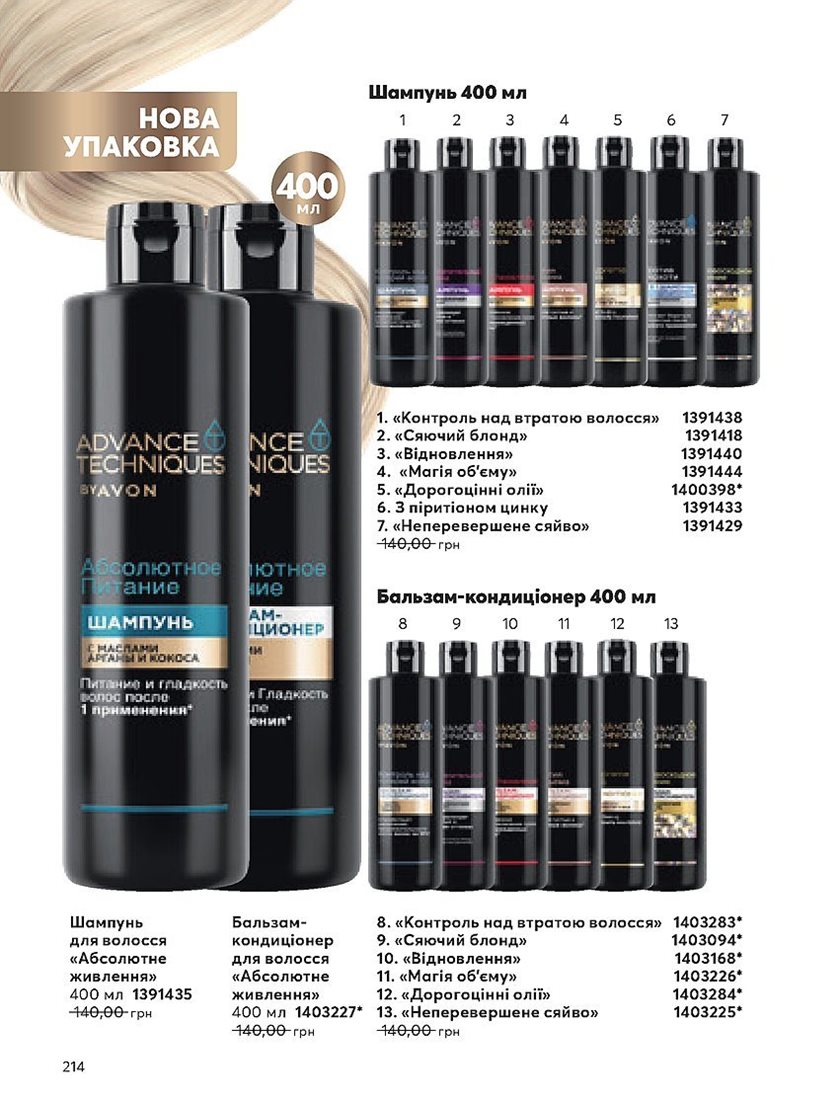 НОВА
УПАКОВКА
400
МЛ
ADVANCE
TECHNIQUES
BY AVON
Абсолютное
Питание
ШАМПУНЬ
С МАСЛАМИ
АРГАНЫ И КОКОСА
Питание и гладкость
волос после
1 применения*
Шампунь 400 мл
1 2 3 4 5 6 7
1. «Контроль над втратою волосся» 1391438
2. «Сяючий блонд» 1391418
3. «Відновлення» 1391440
4. «Магія об'єму» 1391444
5. «Дорогоцінні олії» 1400398*
6. З піритіоном цинку 1391433
7. «Неперевершене сяйво» 1391429
140,00 грн
Бальзам-кондиціонер 400 мл
8 9 10 11 12 13
8. «Контроль над втратою волосся» 1403283*
9. «Сяючий блонд» 1403094*
10. «Відновлення» 1403168*
11. «Магія об'єму» 1403226*
12. «Дорогоцінні олії» 1403284*
13. «Неперевершене сяйво» 1403225*
140,00 грн
Шампунь
для волосся
«Абсолютне
живлення»
400 мл 1391435
140,00 грн
Бальзам-
кондиціонер
для волосся
«Абсолютне
живлення»
400 мл 1403227*
140,00 грн
214